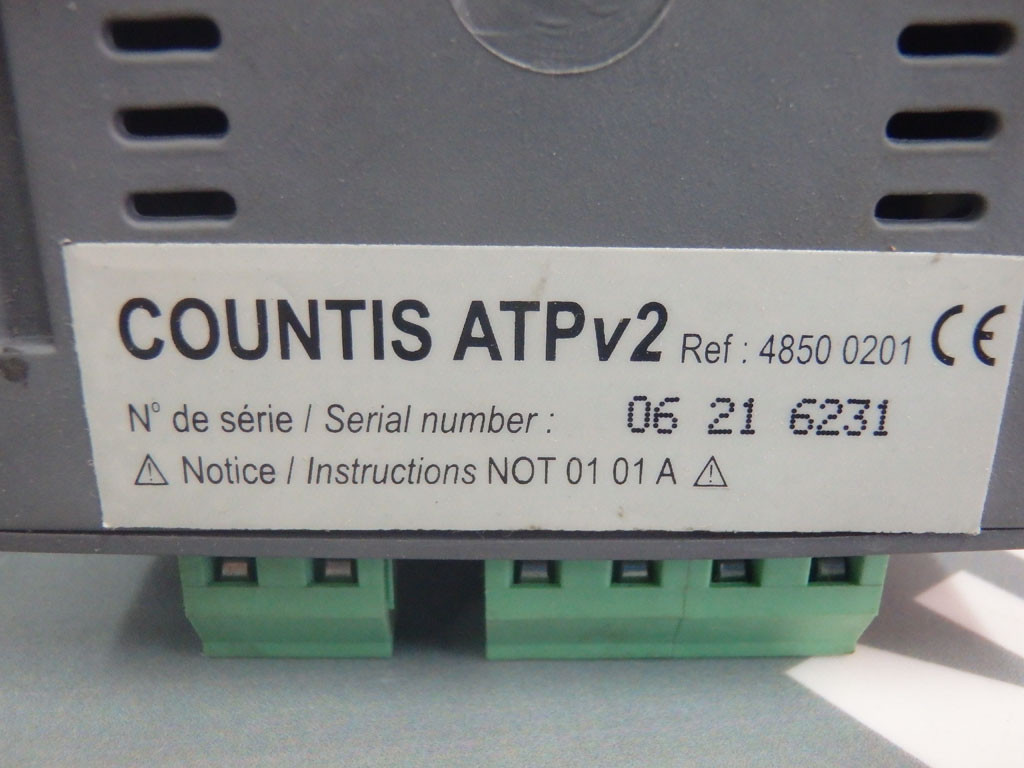 COUNTIS ATPv2 Ref : 4850 0201 CE
N° de série / Serial number : 06 21 6231
⚠ Notice / Instructions NOT 01 01 A ⚠